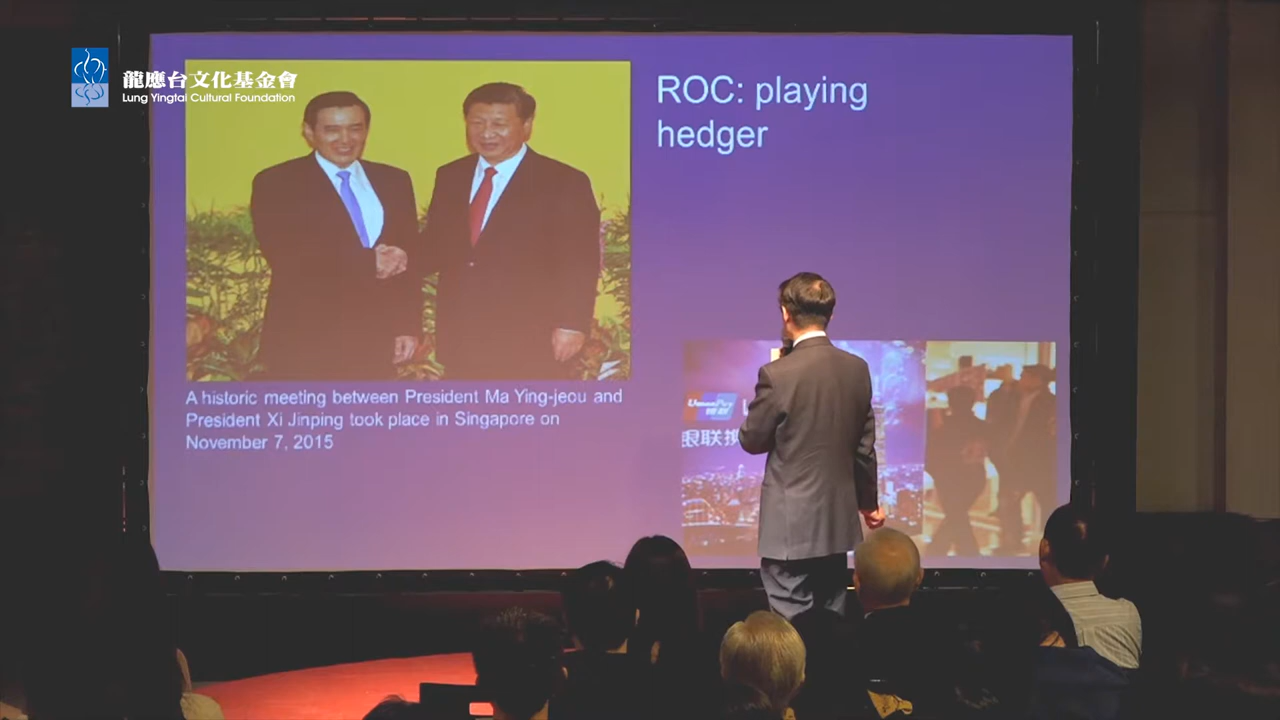 龍應台文化基金會
Lung Yingtai Cultural Foundation
ROC: playing
hedger
A historic meeting between President Ma Ying-jeou and
President Xi Jinping took place in Singapore on
November 7, 2015
UnionPay
银联